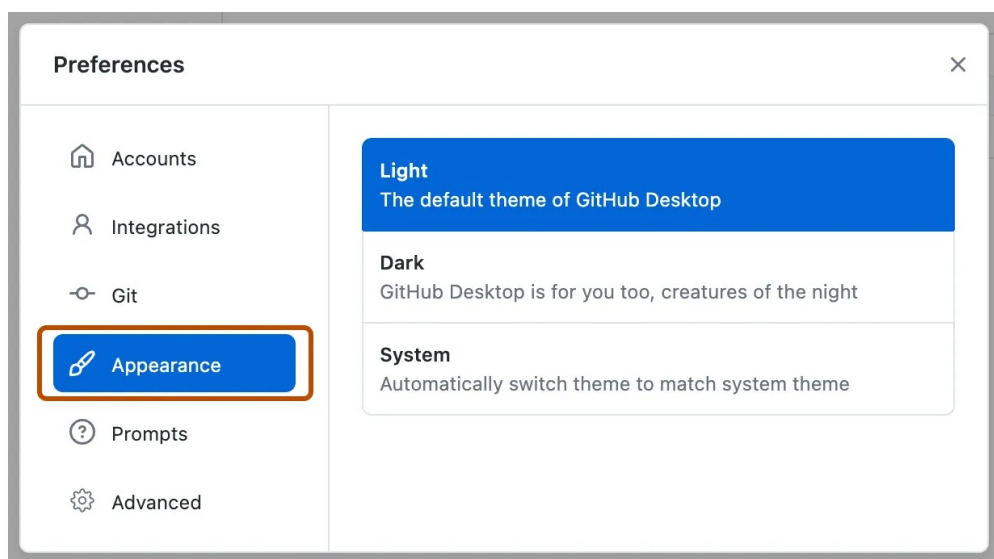 Preferences
Accounts
Integrations
Git
Appearance
Prompts
Advanced
Light
The default theme of GitHub Desktop
Dark
GitHub Desktop is for you too, creatures of the night
System
Automatically switch theme to match system theme